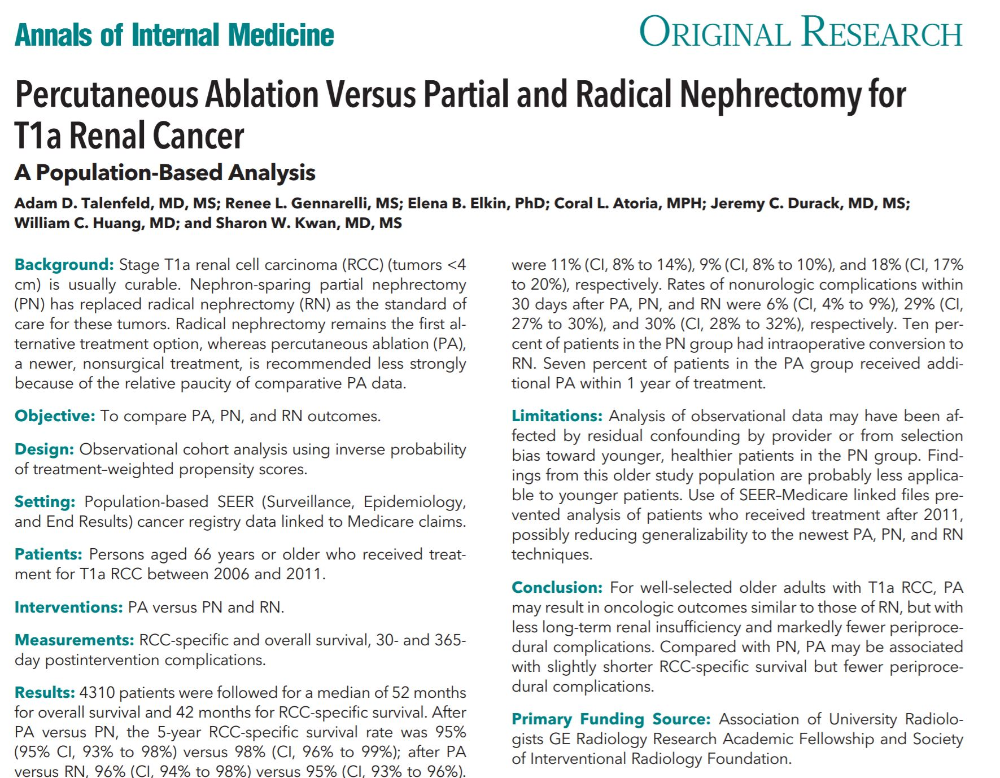 Annals of Internal Medicine
ORIGINAL RESEARCH
Percutaneous Ablation Versus Partial and Radical Nephrectomy for
T1a Renal Cancer
A Population-Based Analysis
Adam D. Talenfeld, MD, MS; Renee L. Gennarelli, MS; Elena B. Elkin, PhD; Coral L. Atoria, MPH; Jeremy C. Durack, MD, MS;
William C. Huang, MD; and Sharon W. Kwan, MD, MS
Background: Stage T1a renal cell carcinoma (RCC) (tumors <4
cm) is usually curable. Nephron-sparing partial nephrectomy
(PN) has replaced radical nephrectomy (RN) as the standard of
care for these tumors. Radical nephrectomy remains the first al-
ternative treatment option, whereas percutaneous ablation (PA),
a newer, nonsurgical treatment, is recommended less strongly
because of the relative paucity of comparative PA data.
Objective: To compare PA, PN, and RN outcomes.
Design: Observational cohort analysis using inverse probability
of treatment–weighted propensity scores.
Setting: Population-based SEER (Surveillance, Epidemiology,
and End Results) cancer registry data linked to Medicare claims.
Patients: Persons aged 66 years or older who received treat-
ment for T1a RCC between 2006 and 2011.
Interventions: PA versus PN and RN.
Measurements: RCC-specific and overall survival, 30- and 365-
day postintervention complications.
Results: 4310 patients were followed for a median of 52 months
for overall survival and 42 months for RCC-specific survival. After
PA versus PN, the 5-year RCC-specific survival rate was 95%
(95% CI, 93% to 98%) versus 98% (CI, 96% to 99%); after PA
versus RN, 96% (CI, 94% to 98%) versus 95% (CI, 93% to 96%).
were 11% (CI, 8% to 14%), 9% (CI, 8% to 10%), and 18% (CI, 17%
to 20%), respectively. Rates of nonurologic complications within
30 days after PA, PN, and RN were 6% (CI, 4% to 9%), 29% (CI,
27% to 30%), and 30% (CI, 28% to 32%), respectively. Ten per-
cent of patients in the PN group had intraoperative conversion to
RN. Seven percent of patients in the PA group received addi-
tional PA within 1 year of treatment.
Limitations: Analysis of observational data may have been af-
fected by residual confounding by provider or from selection
bias toward younger, healthier patients in the PN group. Find-
ings from this older study population are probably less applica-
ble to younger patients. Use of SEER–Medicare linked files pre-
vented analysis of patients who received treatment after 2011,
possibly reducing generalizability to the newest PA, PN, and RN
techniques.
Conclusion: For well-selected older adults with T1a RCC, PA
may result in oncologic outcomes similar to those of RN, but with
less long-term renal insufficiency and markedly fewer periproce-
dural complications. Compared with PN, PA may be associated
with slightly shorter RCC-specific survival but fewer periproce-
dural complications.
Primary Funding Source: Association of University Radiolo-
gists GE Radiology Research Academic Fellowship and Society
of Interventional Radiology Foundation.